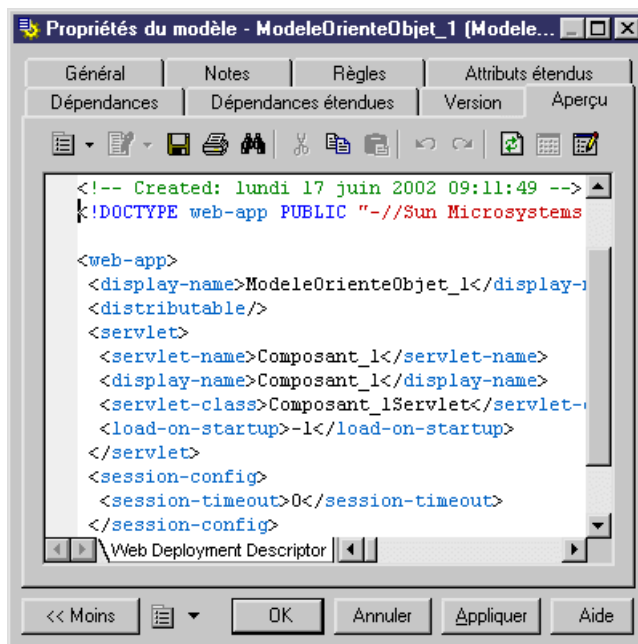 Propriétés du modèle - ModeleOrienteObjet_1 (Modele...
Général Notes Règles Attributs étendus
Dépendances Dépendances étendues Version Aperçu
<!-- Created: lundi 17 juin 2002 09:11:49 -->
<!DOCTYPE web-app PUBLIC "-//Sun Microsystems
<web-app>
<display-name>ModeleOrienteObjet_1</display-
<distributable/>
<servlet>
<servlet-name>Composant_1</servlet-name>
<display-name>Composant_1</display-name>
<servlet-class>Composant_1Servlet</servlet-
<load-on-startup>-1</load-on-startup>
</servlet>
<session-config>
<session-timeout>0</session-timeout>
</session-config>
Web Deployment Descriptor
<< Moins OK Annuler Appliquer Aide